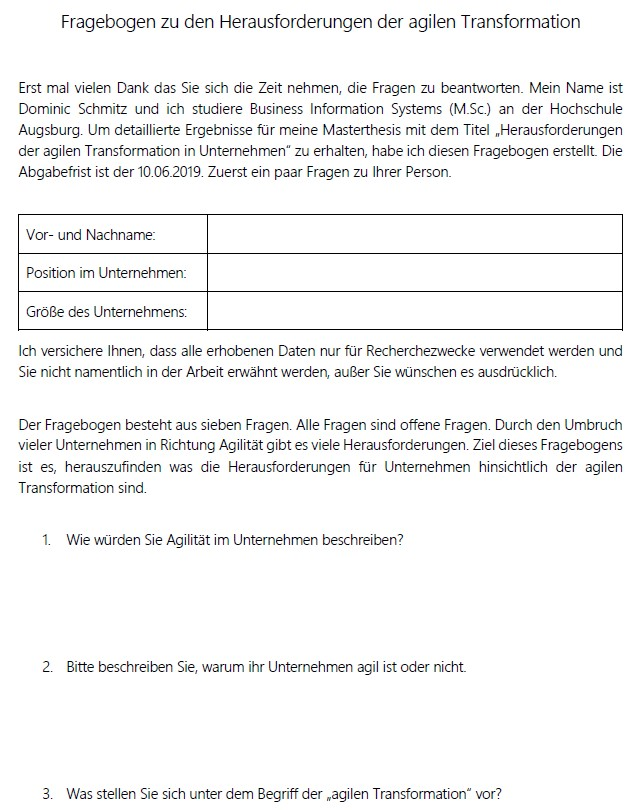 Fragebogen zu den Herausforderungen der agilen Transformation
Erst mal vielen Dank das Sie sich die Zeit nehmen, die Fragen zu beantworten. Mein Name ist
Dominic Schmitz und ich studiere Business Information Systems (M.Sc.) an der Hochschule
Augsburg. Um detaillierte Ergebnisse für meine Masterthesis mit dem Titel „Herausforderungen
der agilen Transformation in Unternehmen“ zu erhalten, habe ich diesen Fragebogen erstellt. Die
Abgabefrist ist der 10.06.2019. Zuerst ein paar Fragen zu Ihrer Person.
Vor- und Nachname:
Position im Unternehmen:
Größe des Unternehmens:
Ich versichere Ihnen, dass alle erhobenen Daten nur für Recherchezwecke verwendet werden und
Sie nicht namentlich in der Arbeit erwähnt werden, außer Sie wünschen es ausdrücklich.
Der Fragebogen besteht aus sieben Fragen. Alle Fragen sind offene Fragen. Durch den Umbruch
vieler Unternehmen in Richtung Agilität gibt es viele Herausforderungen. Ziel dieses Fragebogens
ist es, herauszufinden was die Herausforderungen für Unternehmen hinsichtlich der agilen
Transformation sind.
1. Wie würden Sie Agilität im Unternehmen beschreiben?
2. Bitte beschreiben Sie, warum ihr Unternehmen agil ist oder nicht.
3. Was stellen Sie sich unter dem Begriff der „agilen Transformation“ vor?